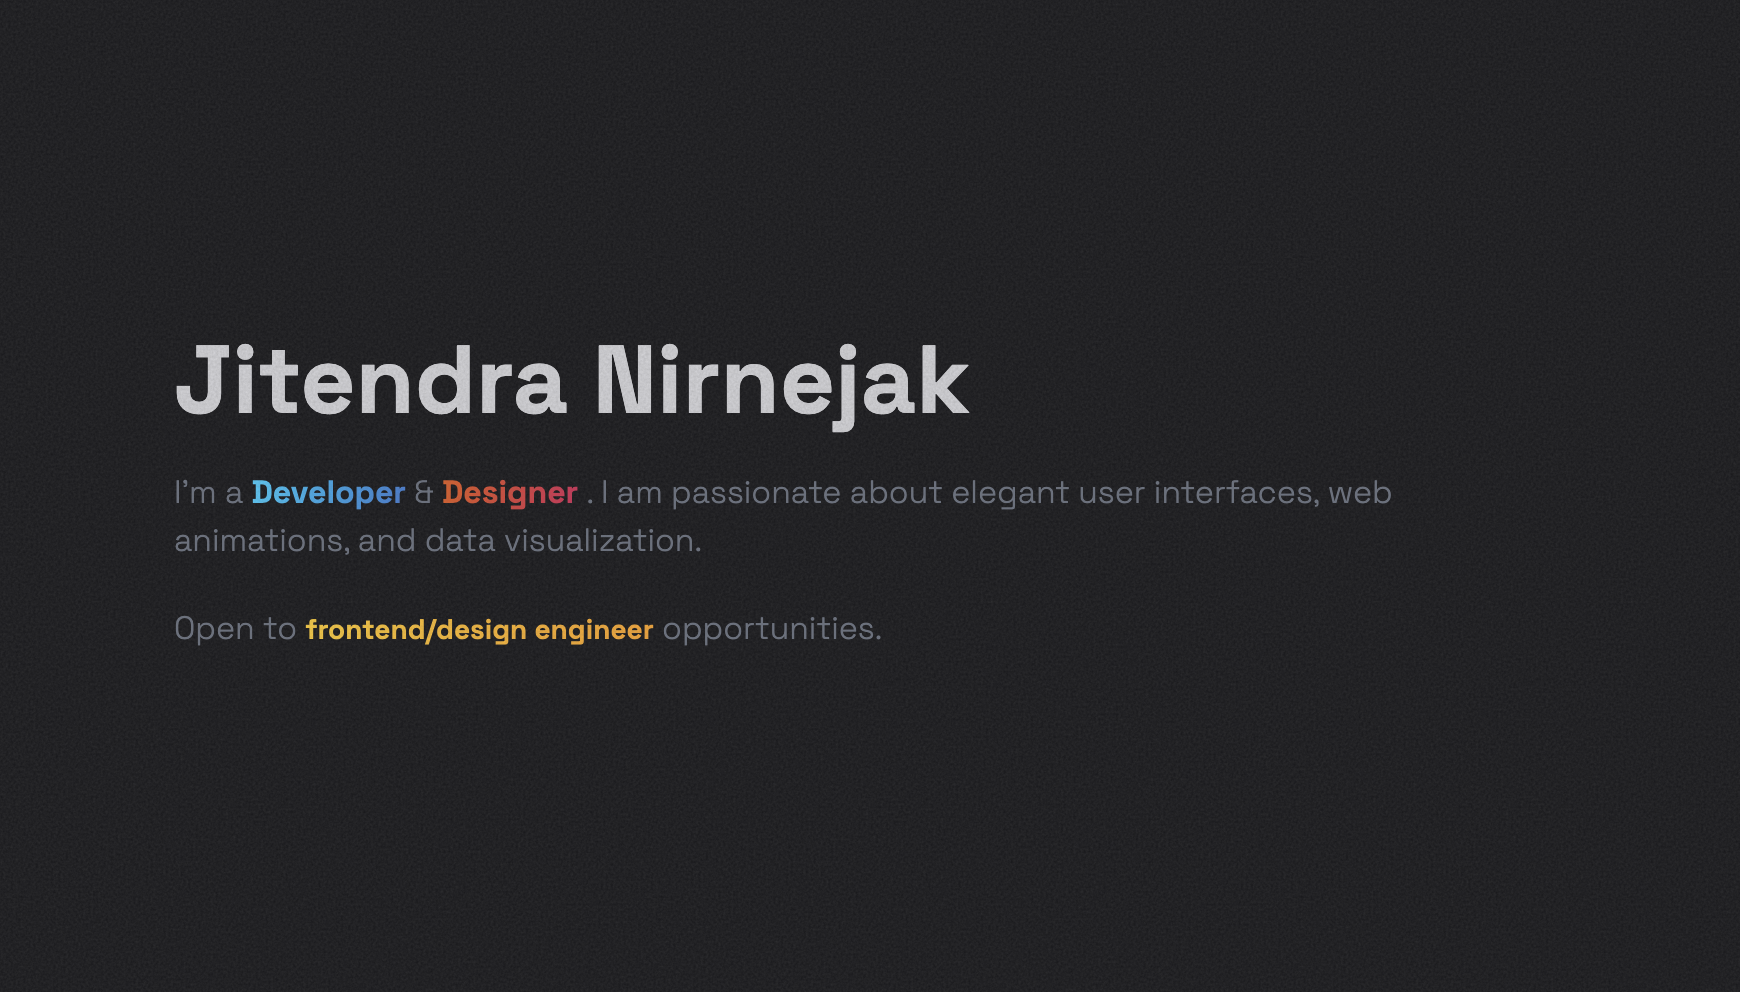 Jitendra Nirnejak
I'm a Developer & Designer . I am passionate about elegant user interfaces, web
animations, and data visualization.
Open to frontend/design engineer opportunities.